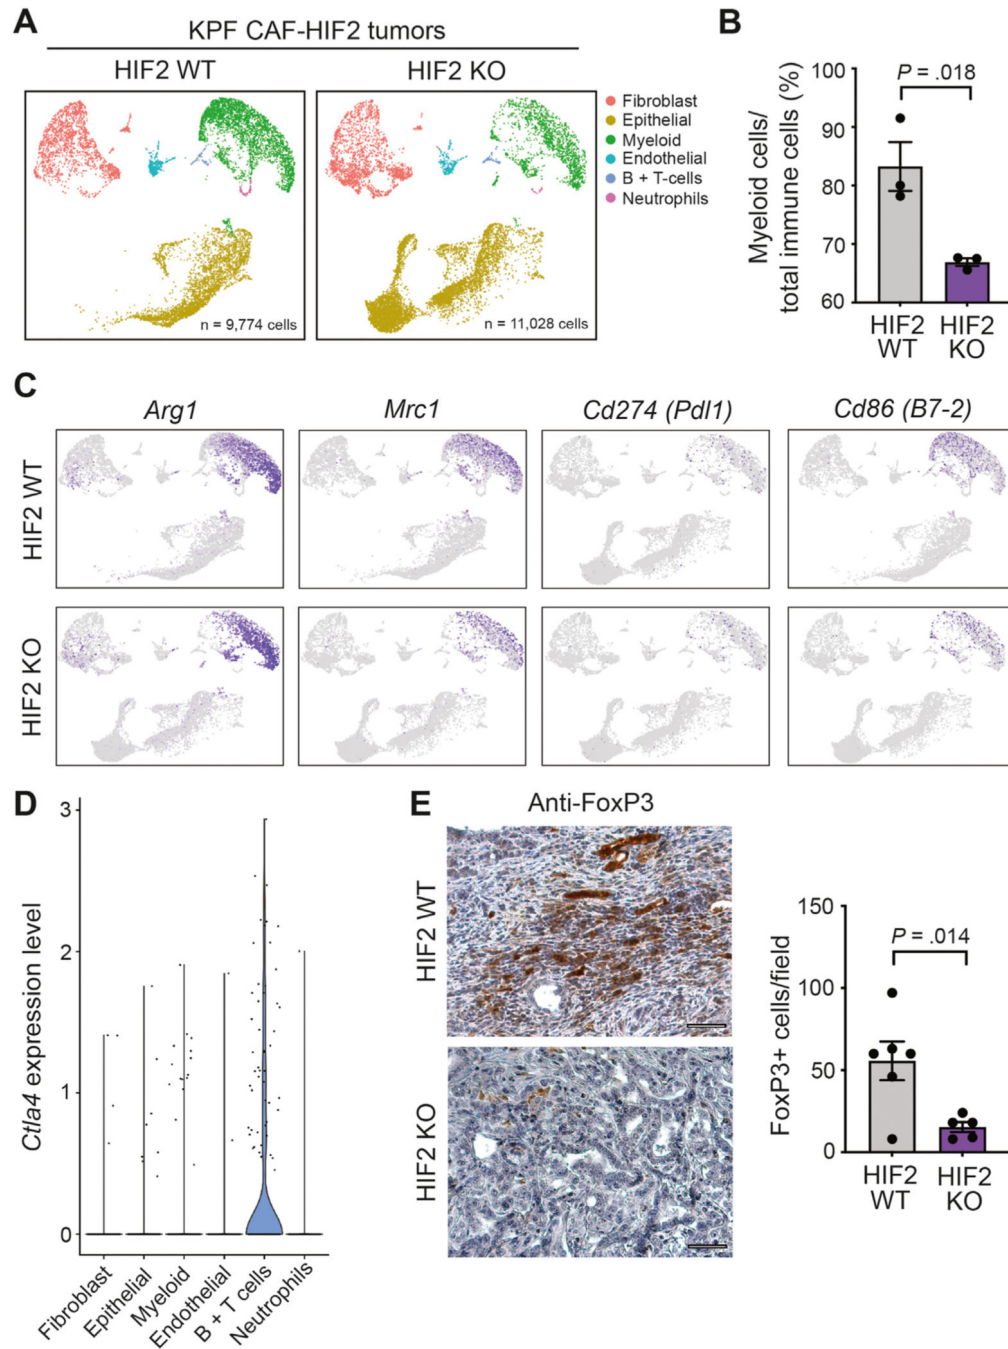 A
KPF CAF-HIF2 tumors
HIF2 WT
HIF2 KO
Fibroblast
Epithelial
Myeloid
Endothelial
B + T-cells
Neutrophils
n = 9,774 cells
n = 11,028 cells
B
Myeloid cells/
total immune cells (%)
100
90
80
70
60
P = .018
HIF2
WT
HIF2
KO
C
Arg1
Mrc1
Cd274 (Pdl1)
Cd86 (B7-2)
HIF2 WT
HIF2 KO
D
Ctla4 expression level
3
2
1
0
Fibroblast
Epithelial
Myeloid
Endothelial
B + T cells
Neutrophils
E
Anti-FoxP3
HIF2 WT
HIF2 KO
FoxP3+ cells/field
150
100
50
0
P = .014
HIF2
WT
HIF2
KO